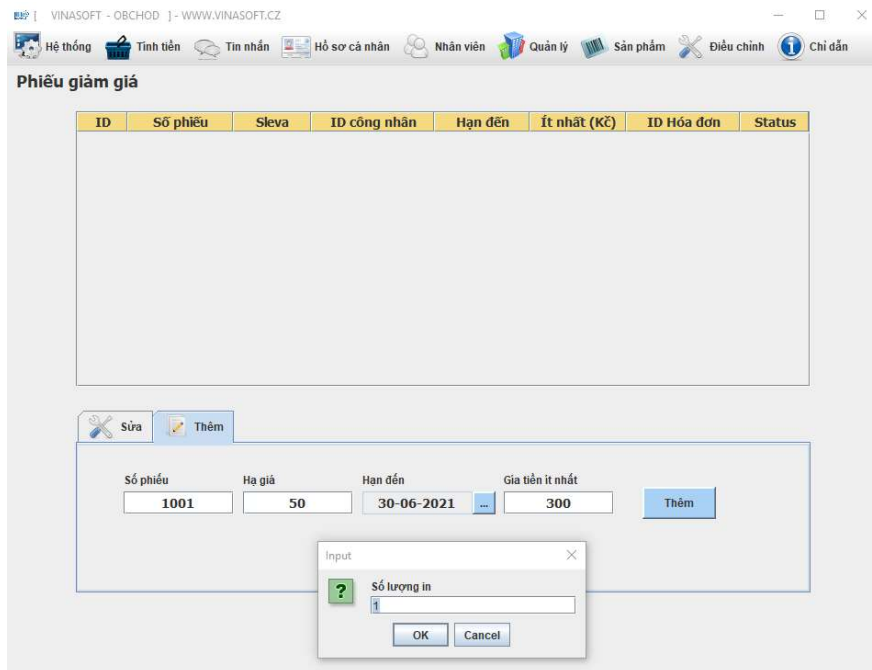 [ VINASOFT - OBCHOD ] - WWW.VINASOFT.CZ
Hệ thống Tính tiền Tin nhắn Hồ sơ cá nhân Nhân viên Quản lý Sản phẩm Điều chỉnh Chỉ dẫn
Phiếu giảm giá
ID Số phiếu Sleva ID công nhân Hạn đến Ít nhất (Kč) ID Hóa đơn Status
Sửa Thêm
Số phiếu Hạ giá Hạn đến Gía tiền ít nhất
1001 50 30-06-2021 ... 300 Thêm
Input
? Số lượng in
1
OK Cancel